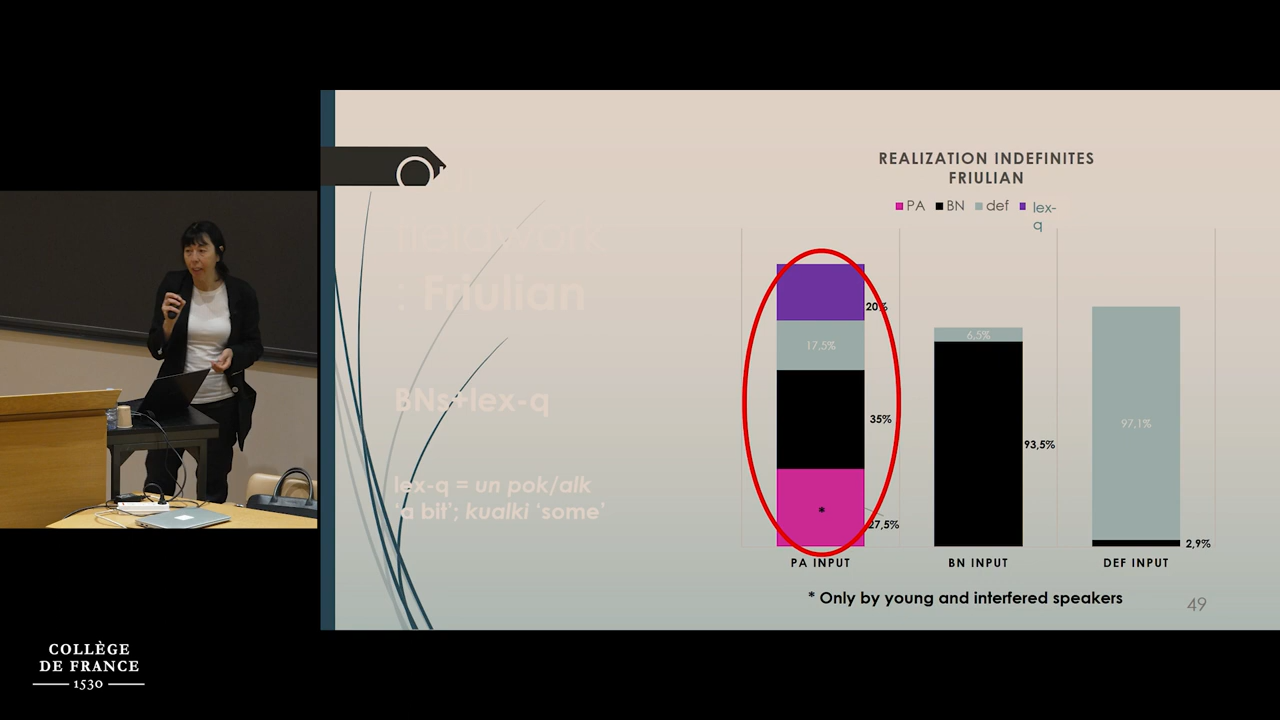 fieldwork
: Friulian
BNs+lex-q
lex-q = un pok/alk
‘a bit’; kualki ‘some’
REALIZATION INDEFINITES
FRIULIAN
PA BN def lex-
q
20%
17,5%
35%
*
27,5%
6,5%
93,5%
97,1%
2,9%
PA INPUT BN INPUT DEF INPUT
* Only by young and interfered speakers
49
COLLÈGE
DE FRANCE
1530